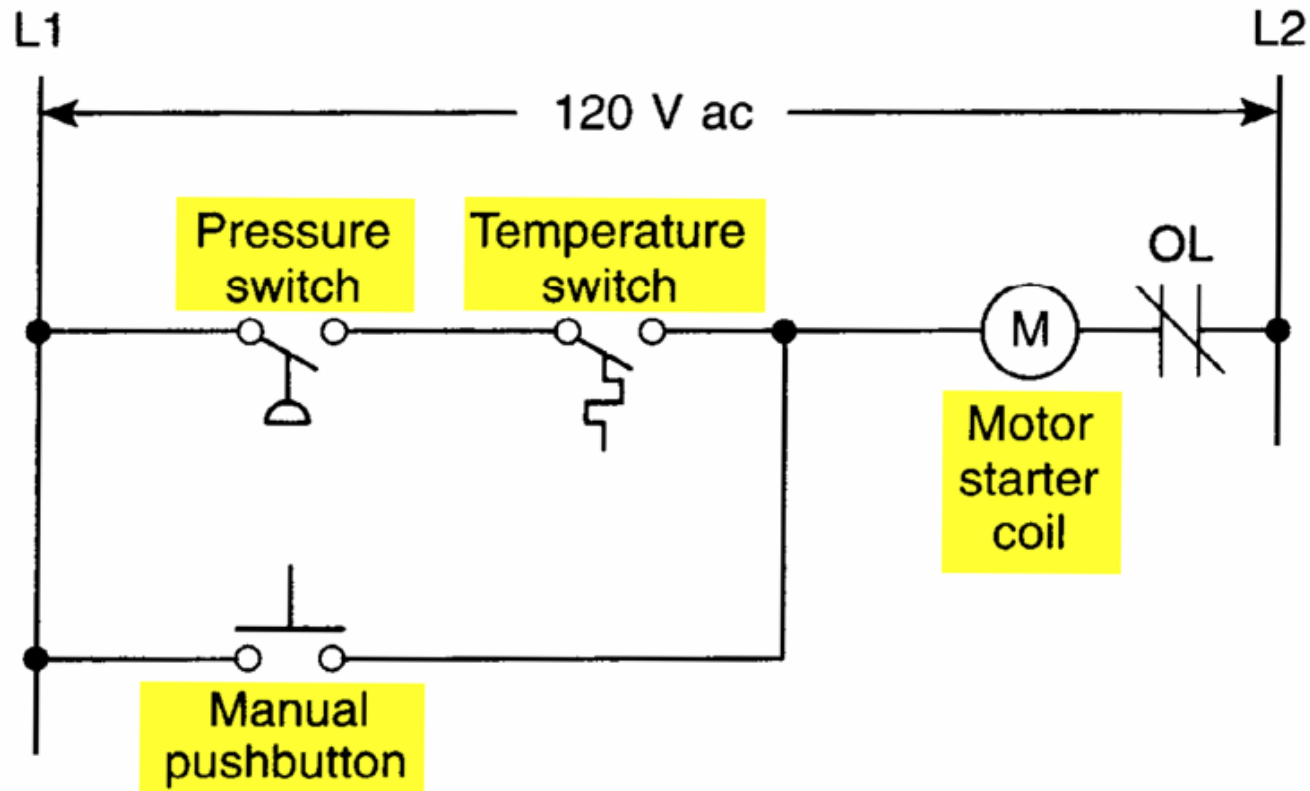 L1
L2
120 V ac
Pressure
switch
Temperature
switch
OL
M
Motor
starter
coil
Manual
pushbutton